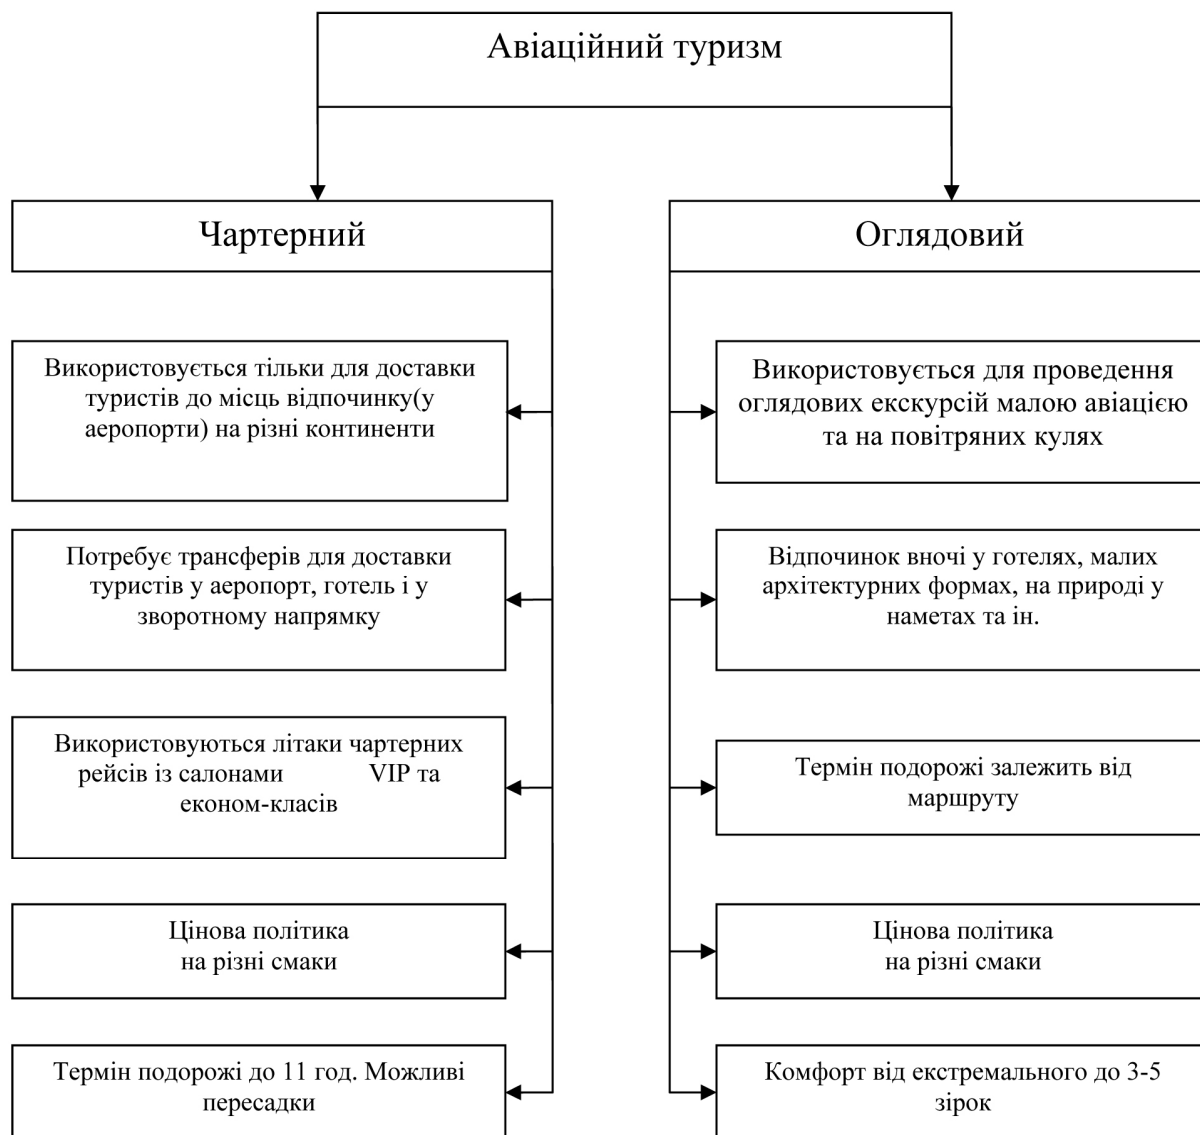 Авіаційний туризм
Чартерний
Використовується тільки для доставки
туристів до місць відпочинку(у
аеропорти) на різні континенти
Потребує трансферів для доставки
туристів у аеропорт, готель і у
зворотному напрямку
Використовуються літаки чартерних
рейсів із салонами VIP та
економ-класів
Цінова політика
на різні смаки
Термін подорожі до 11 год. Можливі
пересадки
Оглядовий
Використовується для проведення
оглядових екскурсій малою авіацією
та на повітряних кулях
Відпочинок вночі у готелях, малих
архітектурних формах, на природі у
наметах та ін.
Термін подорожі залежить від
маршруту
Цінова політика
на різні смаки
Комфорт від екстремального до 3-5
зірок